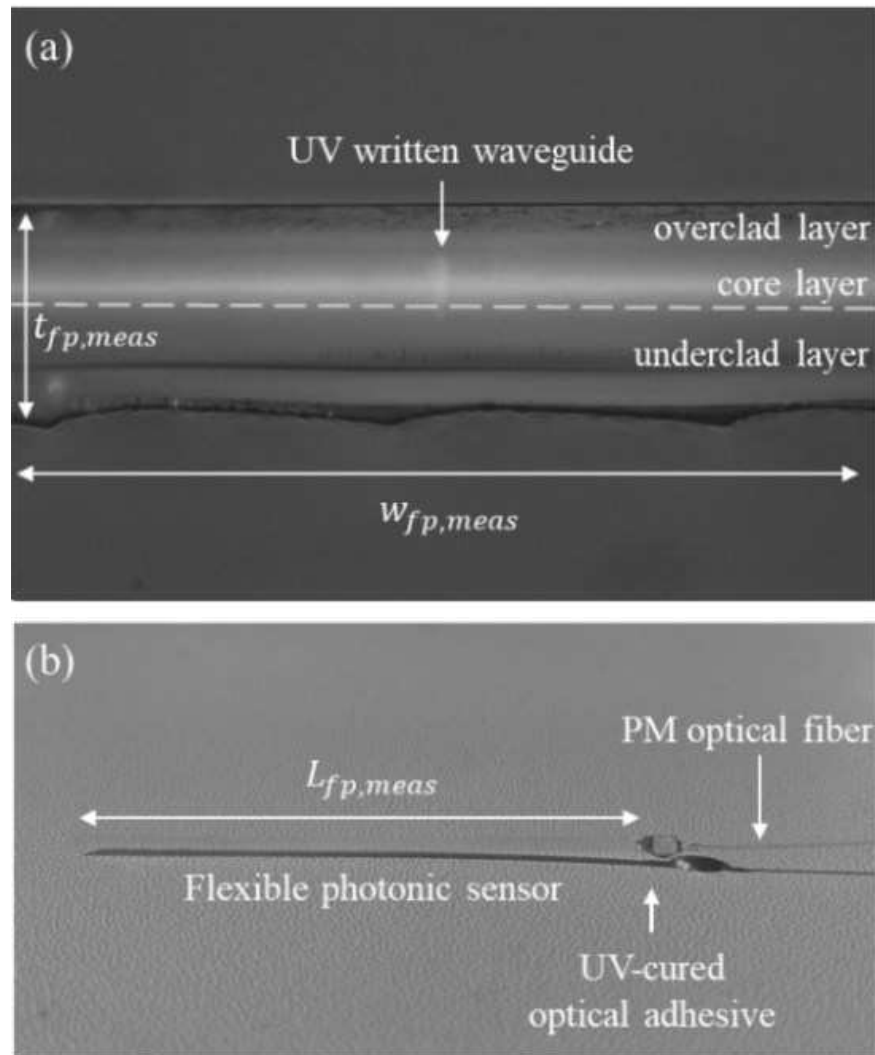 (a)
UV written waveguide
overclad layer
core layer
t_{fp,meas}
underclad layer
w_{fp,meas}
(b)
PM optical fiber
L_{fp,meas}
Flexible photonic sensor
UV-cured
optical adhesive